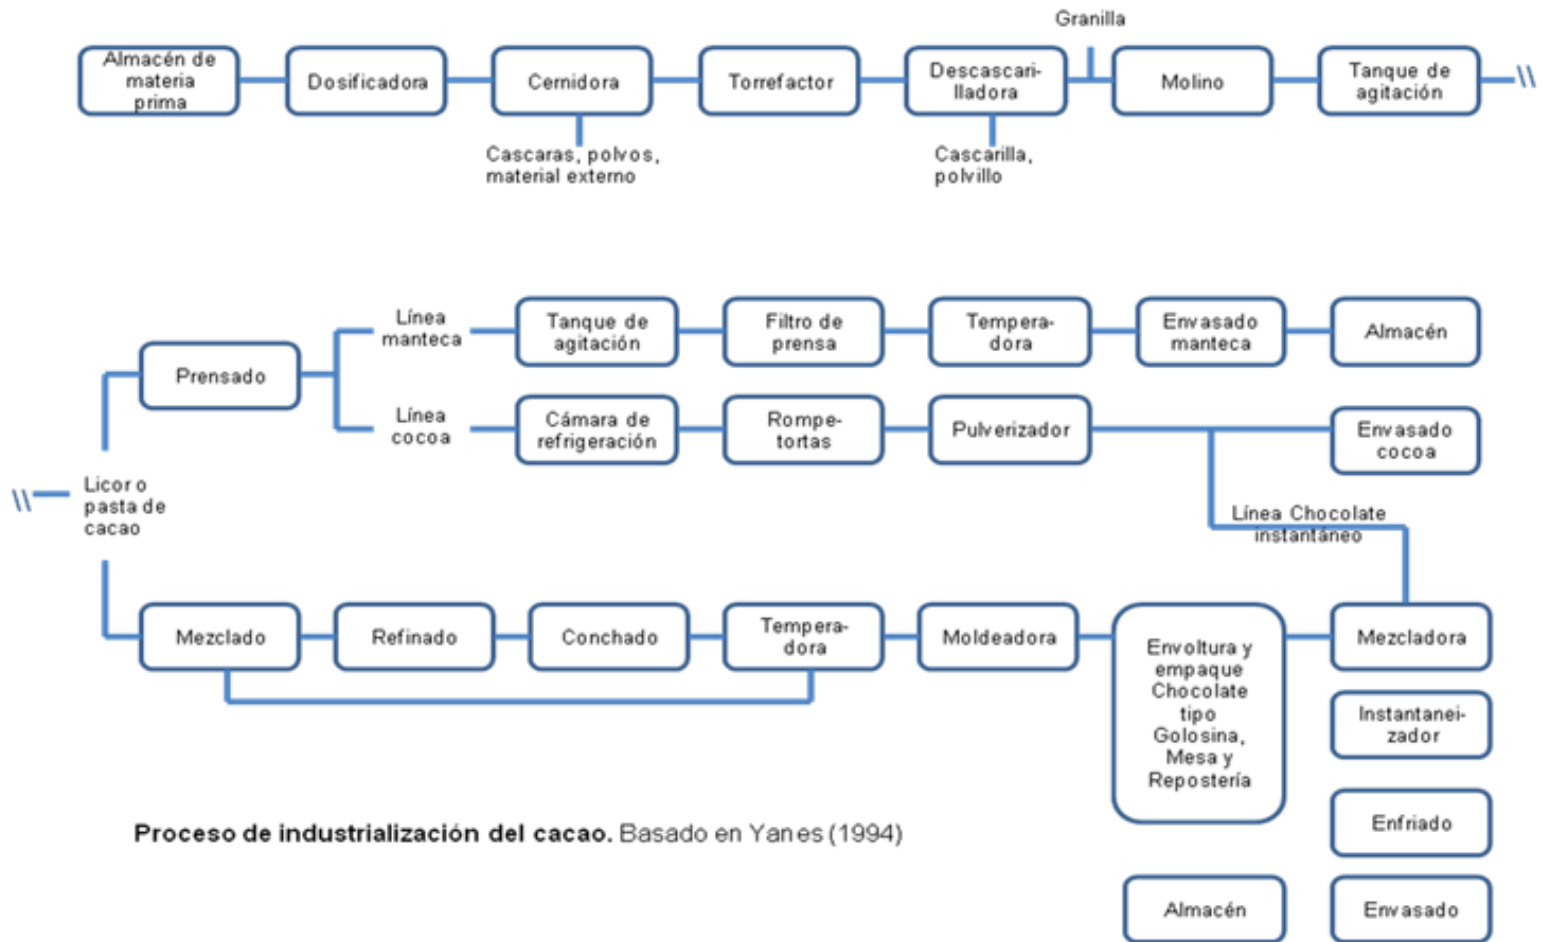 Granilla
Almacén de
materia
prima
Dosificadora
Cernidora
Torrefactor
Descascari-
lladora
Molino
Tanque de
agitación
\\
Cascaras, polvos,
material externo
Cascarilla,
polvillo
\\
Licor o
pasta de
cacao
Prensado
Línea
manteca
Tanque de
agitación
Filtro de
prensa
Tempera-
dora
Envasado
manteca
Almacén
Línea
cocoa
Cámara de
refrigeración
Rompe-
tortas
Pulverizador
Envasado
cocoa
Línea Chocolate
instantáneo
Mezclado
Refinado
Conchado
Tempera-
dora
Moldeadora
Envoltura y
empaque
Chocolate
tipo
Golosina,
Mesa y
Repostería
Mezcladora
Instantanei-
zador
Enfriado
Envasado
Almacén
Proceso de industrialización del cacao. Basado en Yanes (1994)